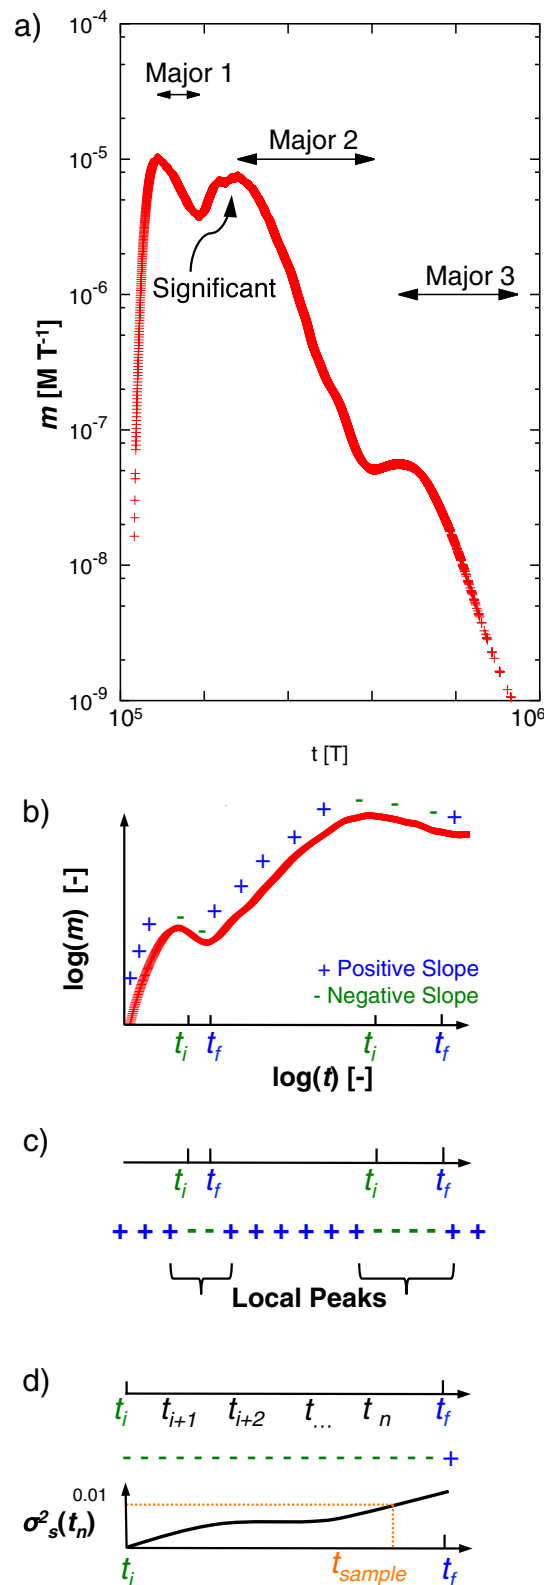 a)
10⁻⁴
Major 1
10⁻⁵
Major 2
Significant
Major 3
10⁻⁶
m [M T⁻¹]
10⁻⁷
10⁻⁸
10⁻⁹
10⁵ 10⁶
t [T]
b)
+ + + - - + + + + + - - - +
log(m) [-]
+ Positive Slope
- Negative Slope
tᵢ t_f tᵢ t_f
log(t) [-]
c)
tᵢ t_f tᵢ t_f
+ + + - - + + + + + + - - - - + +
Local Peaks
d)
tᵢ tᵢ₊₁ tᵢ₊₂ t… t n t_f
- - - - - - - - - - - - - - - - - - +
0.01
σ²ₛ(tₙ)
tᵢ t_sample t_f